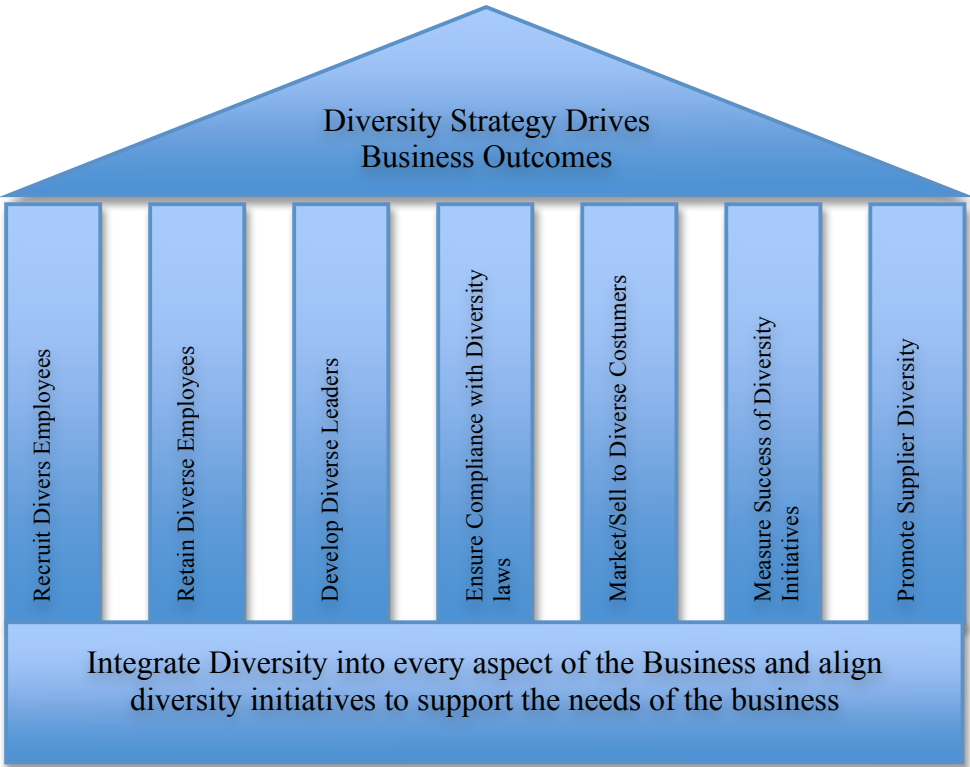 Diversity Strategy Drives
Business Outcomes
Recruit Divers Employees
Retain Diverse Employees
Develop Diverse Leaders
Ensure Compliance with Diversity
laws
Market/Sell to Diverse Costumers
Measure Success of Diversity
Initiatives
Promote Supplier Diversity
Integrate Diversity into every aspect of the Business and align
diversity initiatives to support the needs of the business